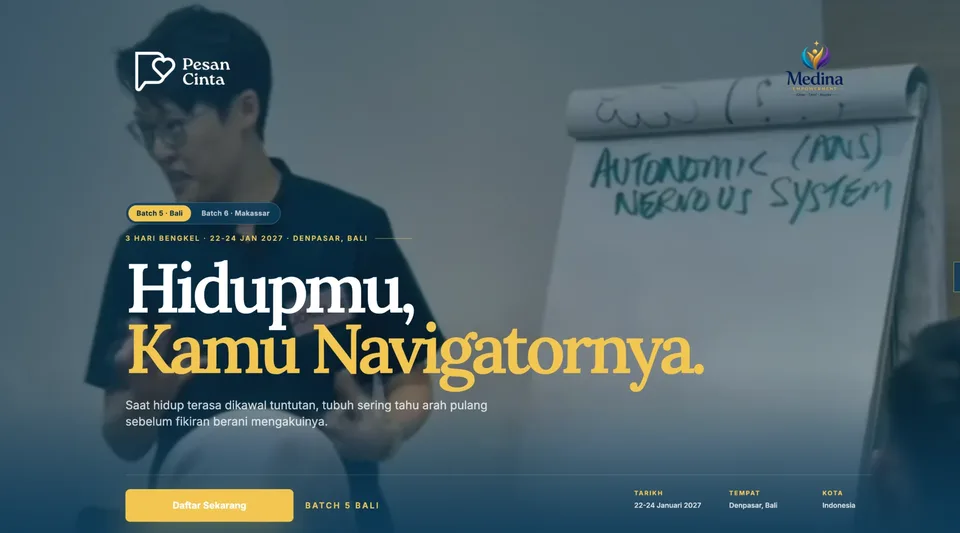 Pesan
Cinta
Medina
EMPOWERMENT
AUTONOMIC (ANS)
NERVOUS SYSTEM
Batch 5 · Bali
Batch 6 · Makassar
3 HARI BENGKEL · 22-24 JAN 2027 · DENPASAR, BALI
Hidupmu,
Kamu Navigatornya.
Saat hidup terasa dikawal tuntutan, tubuh sering tahu arah pulang
sebelum fikiran berani mengakuinya.
Daftar Sekarang
BATCH 5 BALI
TARIKH
22-24 Januari 2027
TEMPAT
Denpasar, Bali
KOTA
Indonesia